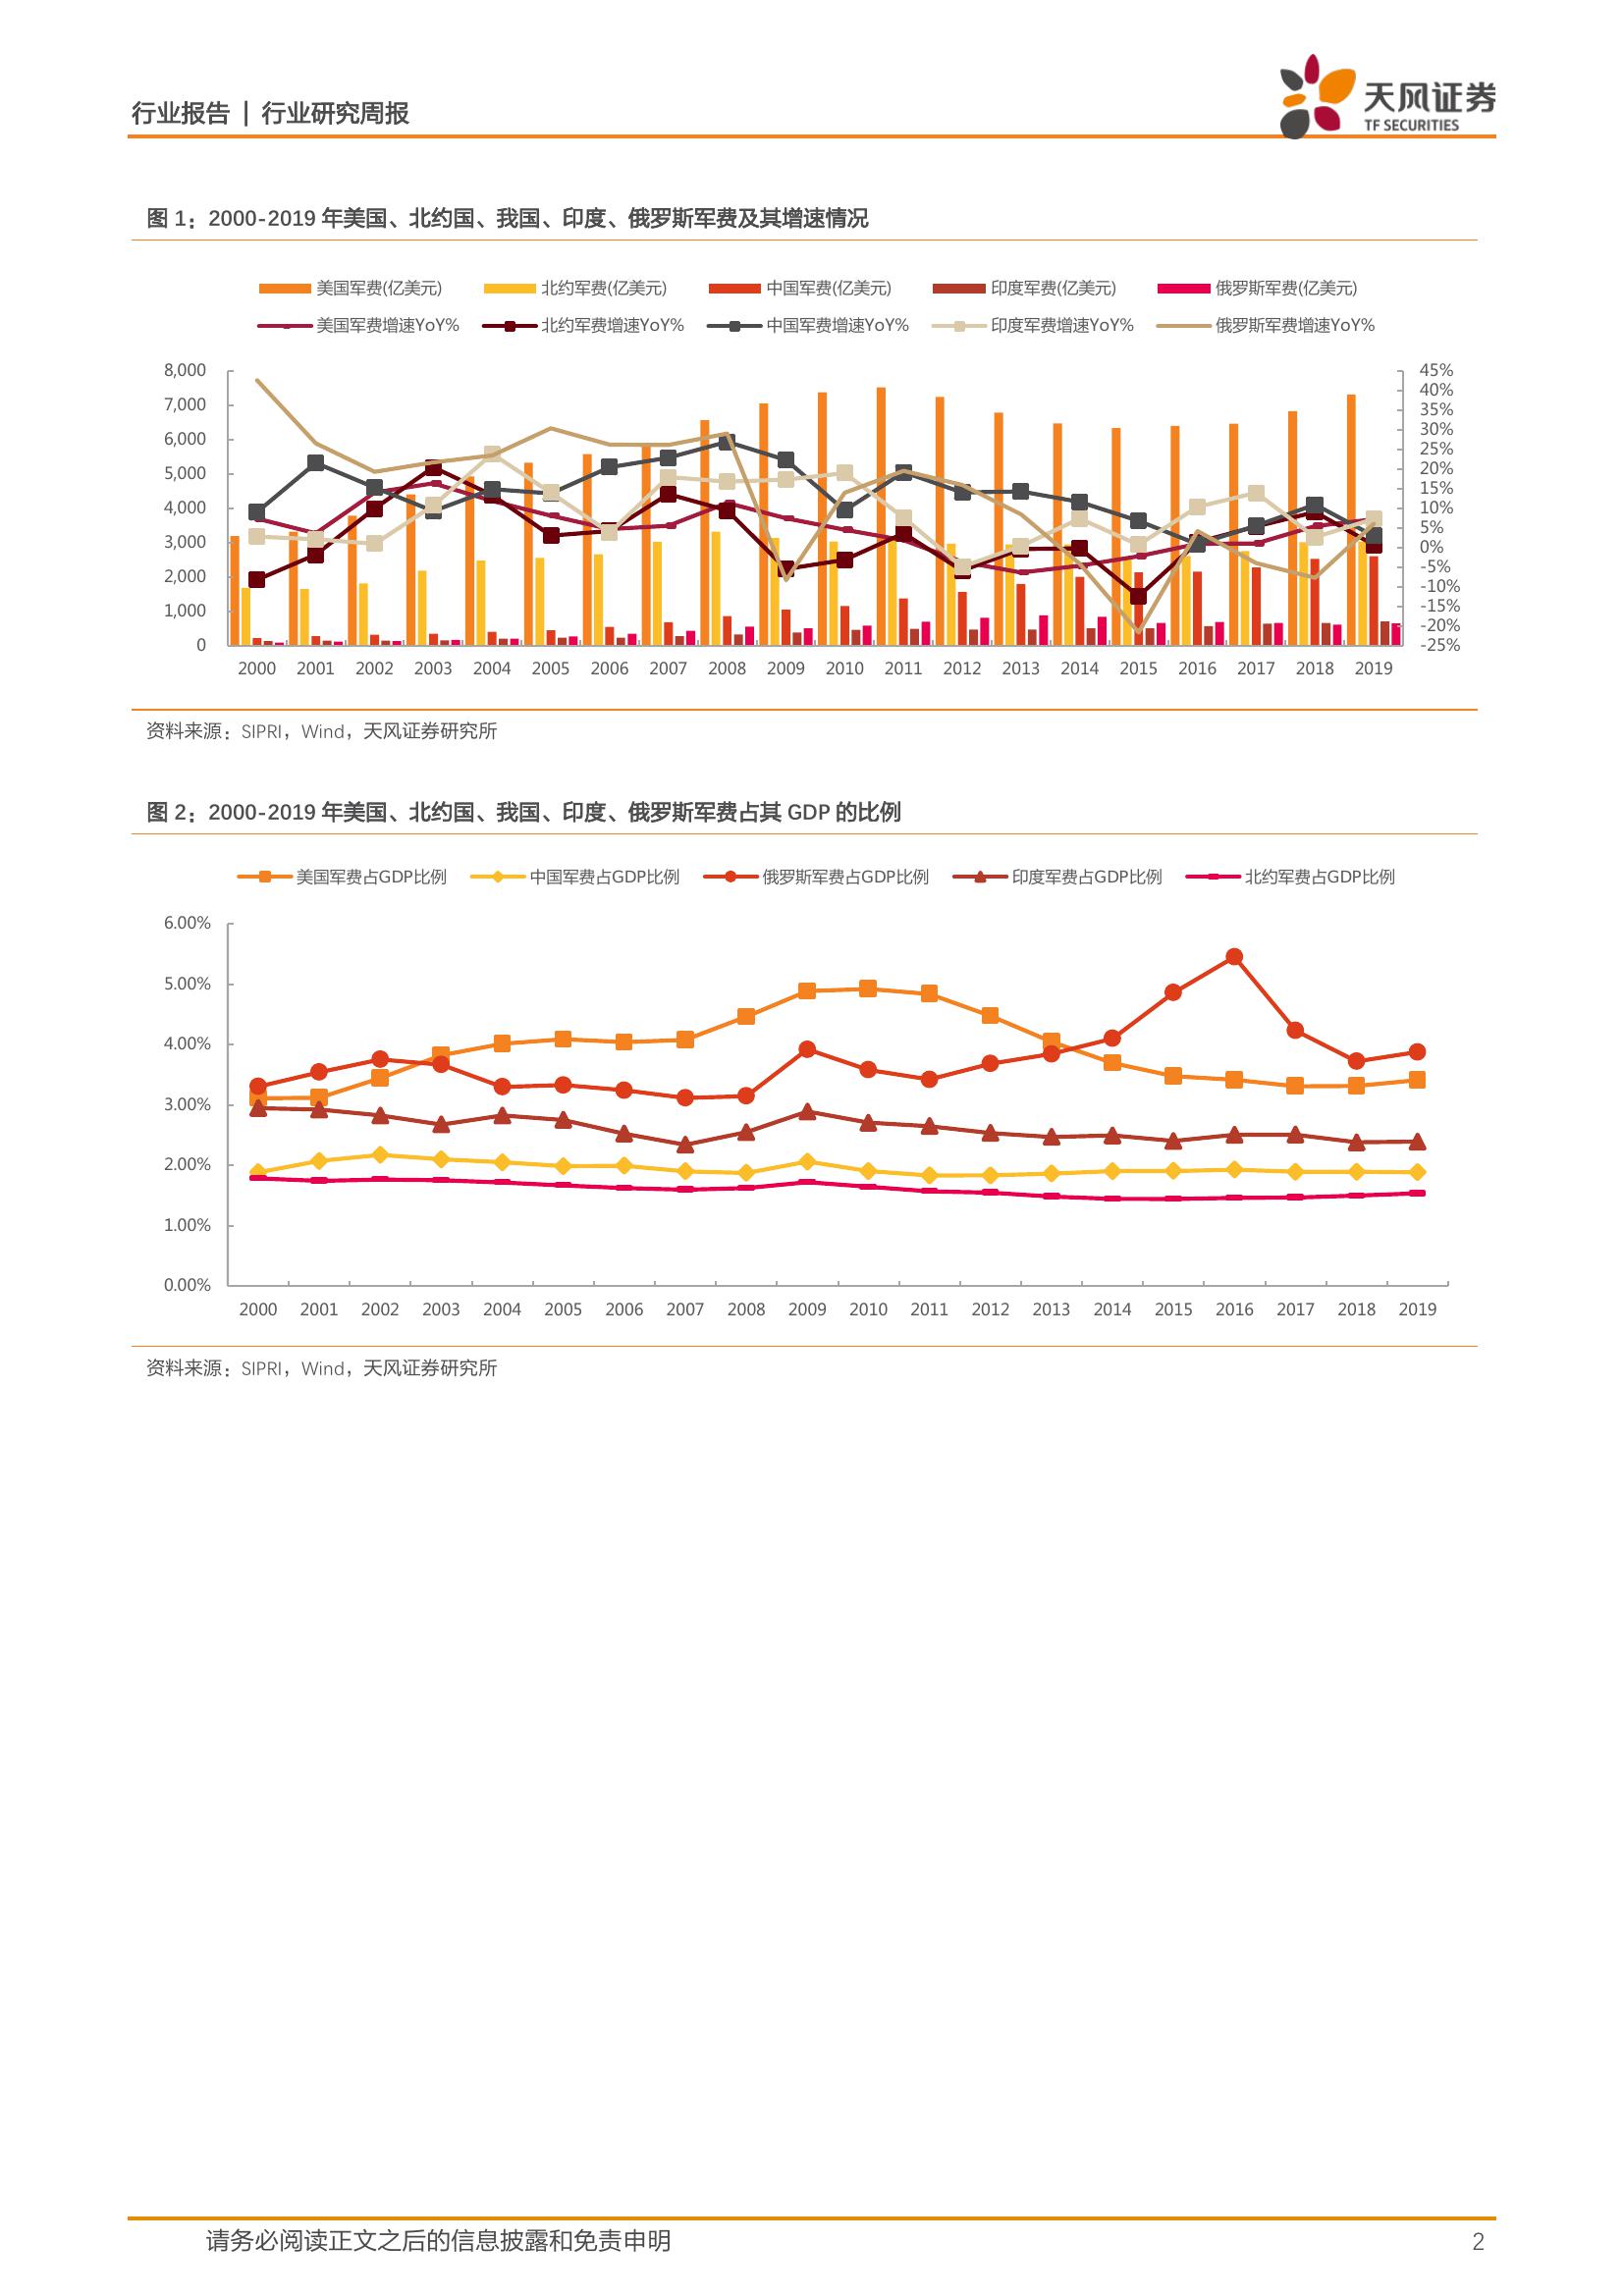 行业报告 | 行业研究周报
天风证券
TF SECURITIES
图 1：2000-2019 年美国、北约国、我国、印度、俄罗斯军费及其增速情况
美国军费(亿美元) 北约军费(亿美元) 中国军费(亿美元) 印度军费(亿美元) 俄罗斯军费(亿美元)
美国军费增速YoY% 北约军费增速YoY% 中国军费增速YoY% 印度军费增速YoY% 俄罗斯军费增速YoY%
8,000
7,000
6,000
5,000
4,000
3,000
2,000
1,000
0
45%
40%
35%
30%
25%
20%
15%
10%
5%
0%
-5%
-10%
-15%
-20%
-25%
2000 2001 2002 2003 2004 2005 2006 2007 2008 2009 2010 2011 2012 2013 2014 2015 2016 2017 2018 2019
资料来源：SIPRI，Wind，天风证券研究所
图 2：2000-2019 年美国、北约国、我国、印度、俄罗斯军费占其 GDP 的比例
美国军费占GDP比例 中国军费占GDP比例 俄罗斯军费占GDP比例 印度军费占GDP比例 北约军费占GDP比例
6.00%
5.00%
4.00%
3.00%
2.00%
1.00%
0.00%
2000 2001 2002 2003 2004 2005 2006 2007 2008 2009 2010 2011 2012 2013 2014 2015 2016 2017 2018 2019
资料来源：SIPRI，Wind，天风证券研究所
请务必阅读正文之后的信息披露和免责申明 2